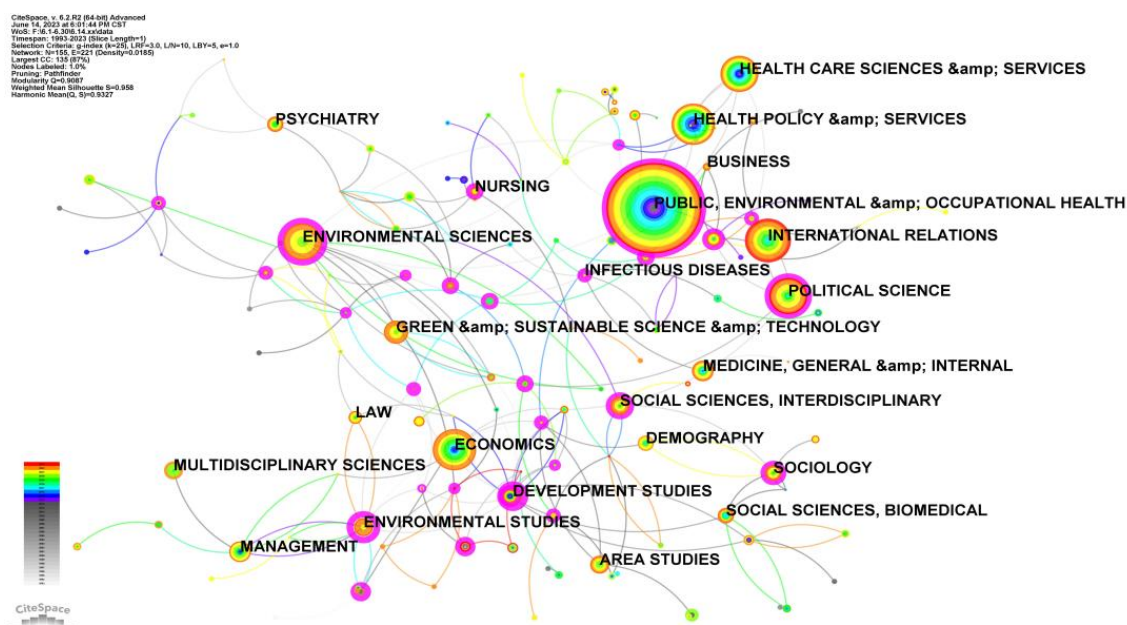 CiteSpace, v. 6.2.R2 (64-bit) Advanced
June 14, 2023 at 6:01:44 PM CST
WoS: F:\6.1-6.30\6.14.xx\data
Timespan: 1993-2023 (Slice Length=1)
Selection Criteria: g-index (k=25), LRF=3.0, L/N=10, LBY=5, e=1.0
Network: N=155, E=221 (Density=0.0185)
Largest CC: 135 (87%)
Nodes Labeled: 1.0%
Pruning: Pathfinder
Modularity Q=0.9067
Weighted Mean Silhouette S=0.958
Harmonic Mean(Q, S)=0.9327
HEALTH CARE SCIENCES &amp; SERVICES
PSYCHIATRY
HEALTH POLICY &amp; SERVICES
BUSINESS
NURSING
PUBLIC, ENVIRONMENTAL &amp; OCCUPATIONAL HEALTH
ENVIRONMENTAL SCIENCES
INTERNATIONAL RELATIONS
INFECTIOUS DISEASES
POLITICAL SCIENCE
GREEN &amp; SUSTAINABLE SCIENCE &amp; TECHNOLOGY
MEDICINE, GENERAL &amp; INTERNAL
SOCIAL SCIENCES, INTERDISCIPLINARY
LAW
ECONOMICS
DEMOGRAPHY
MULTIDISCIPLINARY SCIENCES
SOCIOLOGY
DEVELOPMENT STUDIES
SOCIAL SCIENCES, BIOMEDICAL
ENVIRONMENTAL STUDIES
MANAGEMENT
AREA STUDIES
CiteSpace